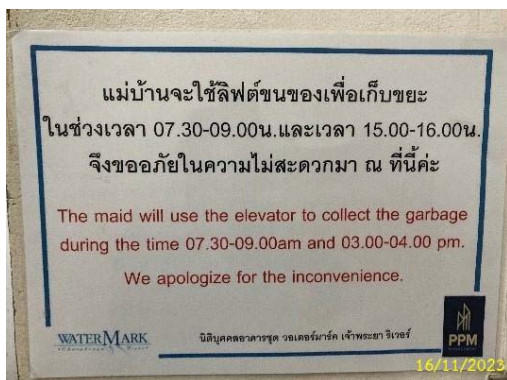 แม่บ้านจะใช้ลิฟต์ขนของเพื่อเก็บขยะ
ในช่วงเวลา 07.30-09.00น.และเวลา 15.00-16.00น.
จึงขออภัยในความไม่สะดวกมา ณ ที่นี้ค่ะ
The maid will use the elevator to collect the garbage
during the time 07.30-09.00am and 03.00-04.00 pm.
We apologize for the inconvenience.
WATERMARK
นิติบุคคลอาคารชุด วอเตอร์มาร์ค เจ้าพระยา ริเวอร์
PPM
16/11/2023